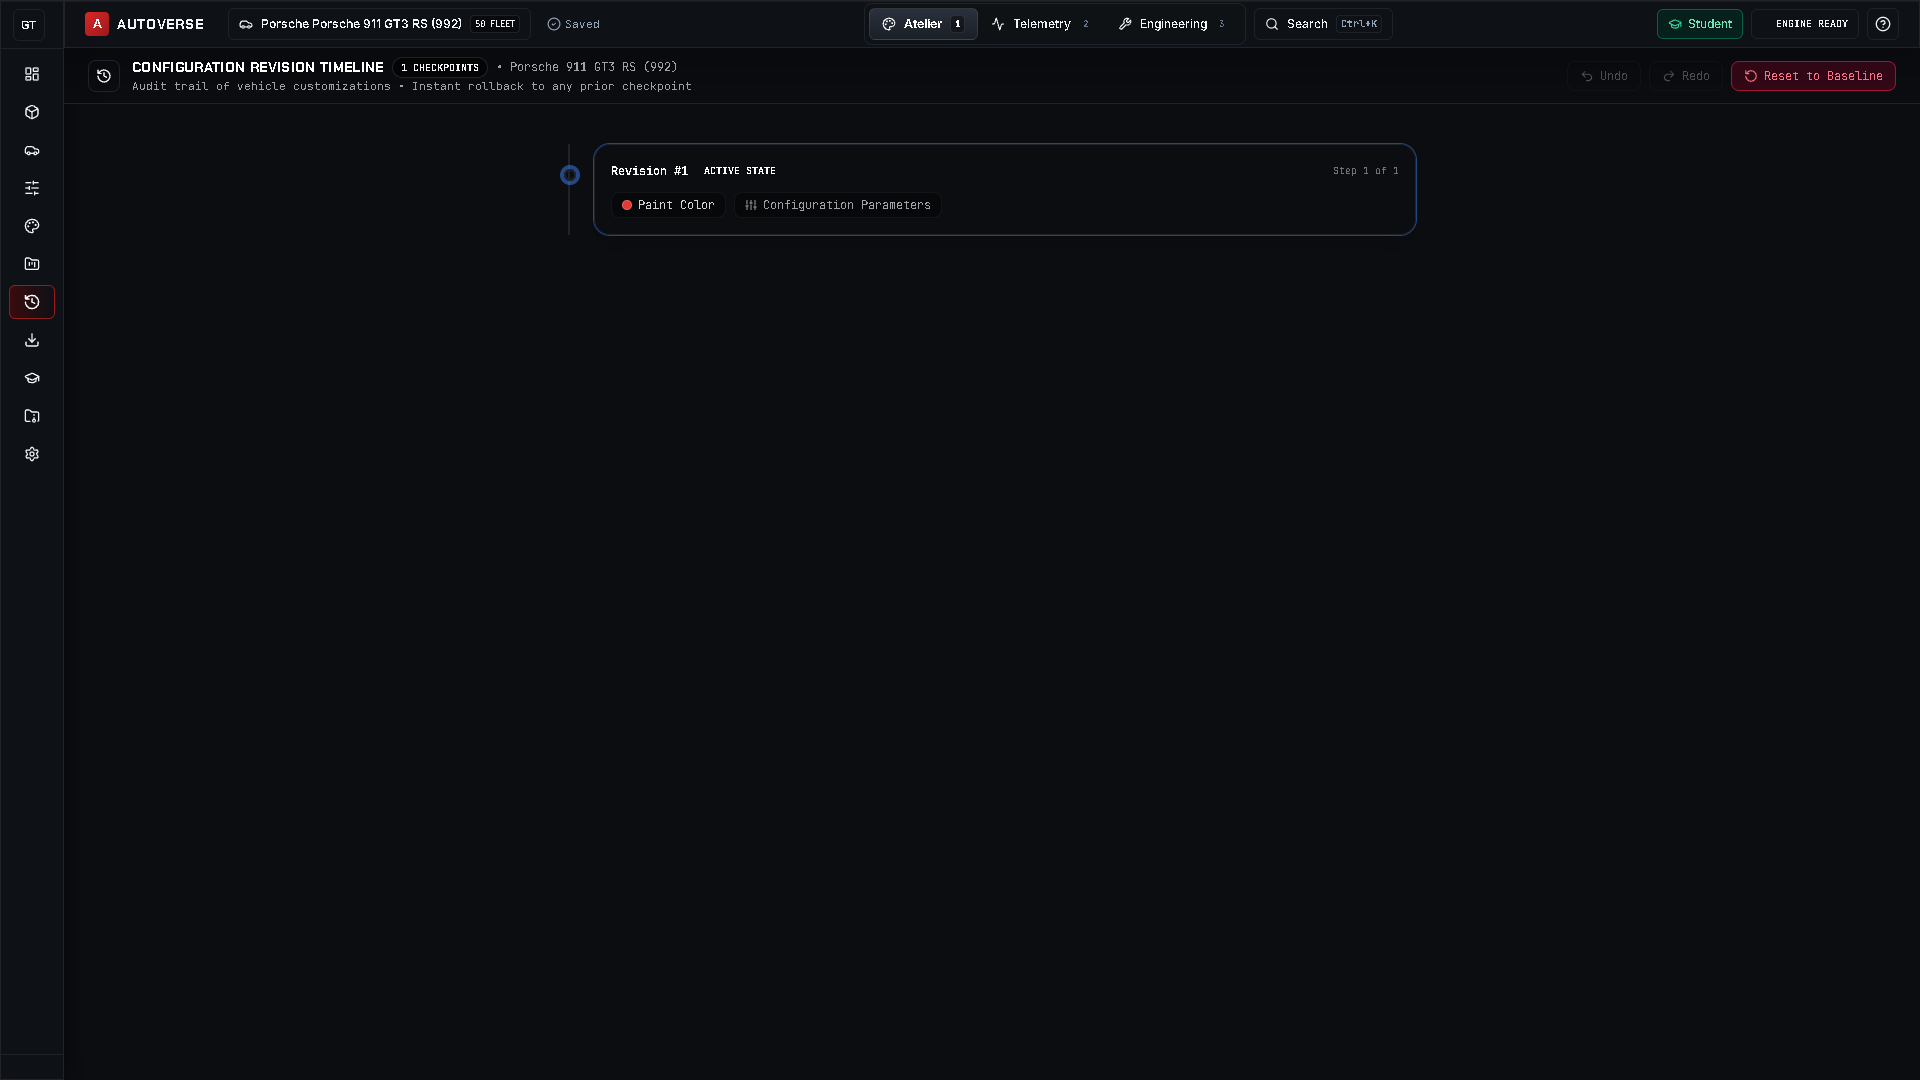 GT
A AUTOVERSE
Porsche Porsche 911 GT3 RS (992) 50 FLEET
Saved
Atelier 1
Telemetry 2
Engineering 3
Search Ctrl+K
Student
ENGINE READY
CONFIGURATION REVISION TIMELINE 1 CHECKPOINTS • Porsche 911 GT3 RS (992)
Audit trail of vehicle customizations • Instant rollback to any prior checkpoint
Undo
Redo
Reset to Baseline
Revision #1 ACTIVE STATE Step 1 of 1
Paint Color Configuration Parameters